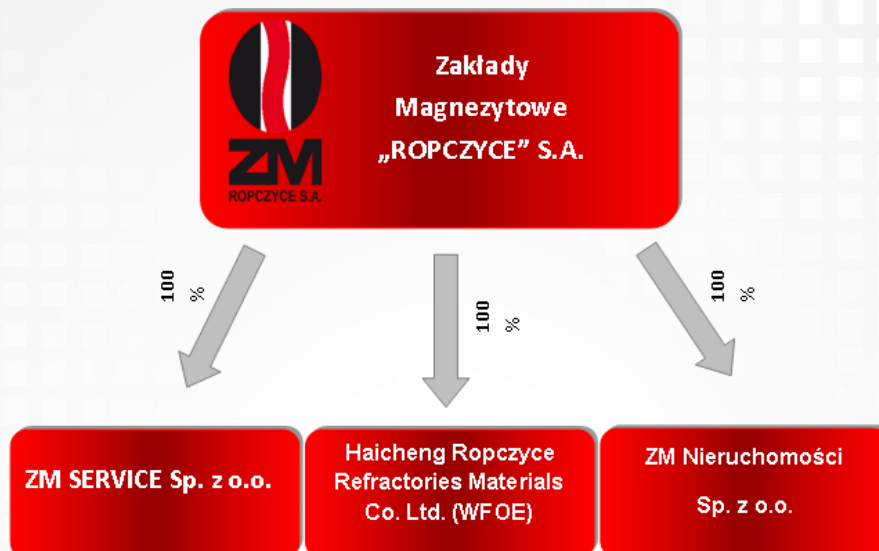 ZM
ROPCZYCE S.A.
Zakłady
Magnezytowe
„ROPCZYCE” S.A.
100
%
100
%
100
%
ZM SERVICE Sp. z o.o.
Haicheng Ropczyce
Refractories Materials
Co. Ltd. (WFOE)
ZM Nieruchomości
Sp. z o.o.